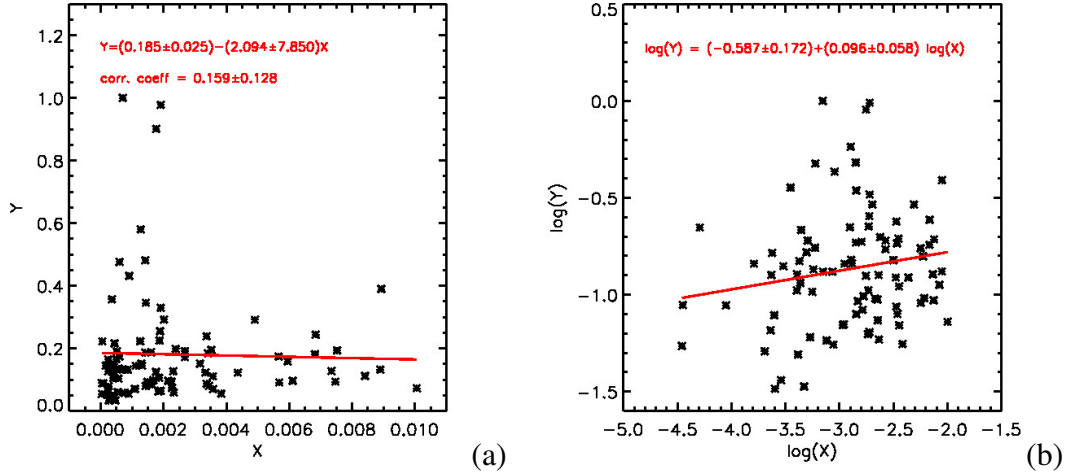 1.2
1.0
0.8
0.6
0.4
0.2
0.0
Y
Y=(0.185±0.025)−(2.094±7.850)X
corr. coeff = 0.159±0.128
0.000 0.002 0.004 0.006 0.008 0.010
X
(a)
0.5
0.0
−0.5
−1.0
−1.5
log(Y)
log(Y) = (−0.587±0.172)+(0.096±0.058) log(X)
−5.0 −4.5 −4.0 −3.5 −3.0 −2.5 −2.0 −1.5
log(X)
(b)